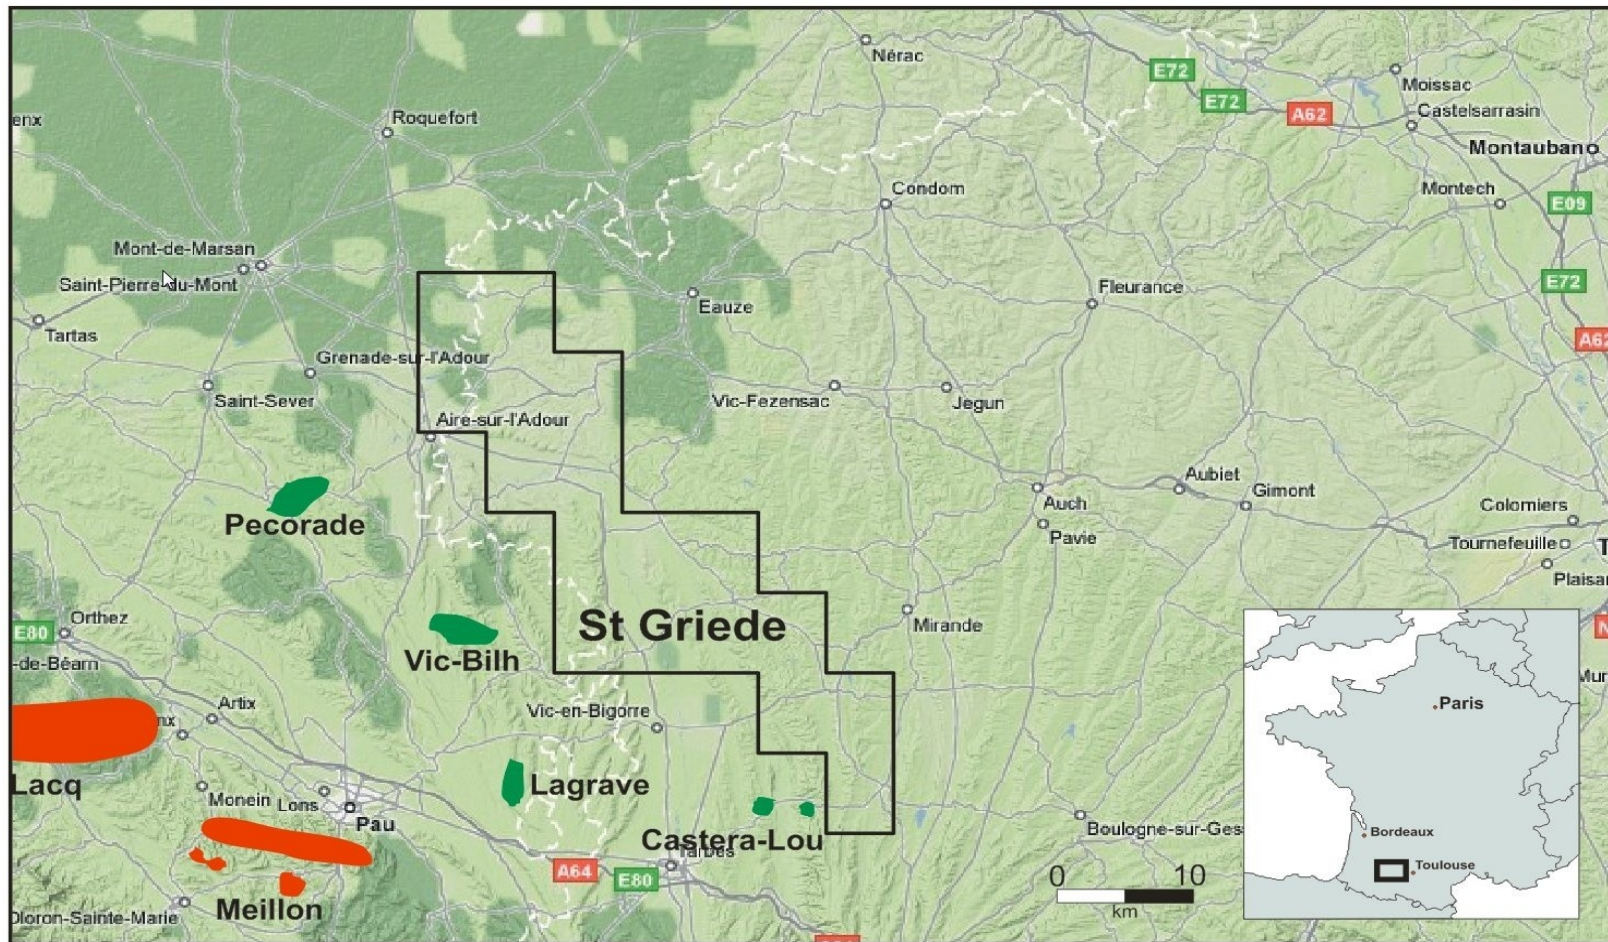 Nérac
E72
Moissac
E72
A62
Castelsarrasin
enx
Roquefort
Montauban
Condom
Montech
E09
Mont-de-Marsan
Saint-Pierre-du-Mont
E72
Fleurance
Eauze
Tartas
A62
Grenade-sur-l'Adour
Saint-Sever
Vic-Fezensac
Jegun
Aire-sur-l'Adour
Aubiet
Gimont
Auch
Colomiers
Pecorade
Pavie
Tournefeuille
T
Plaisa
Orthez
E80
St Griede
Mirande
N
-de-Béarn
Vic-Bilh
Mur
Artix
nx
Vic-en-Bigorre
Paris
Lacq
Lagrave
Monein
Lons
Pau
Castera-Lou
Tarbes
Boulogne-sur-Ges
Bordeaux
Toulouse
A64
E80
0 10
km
Meillon
Oloron-Sainte-Marie